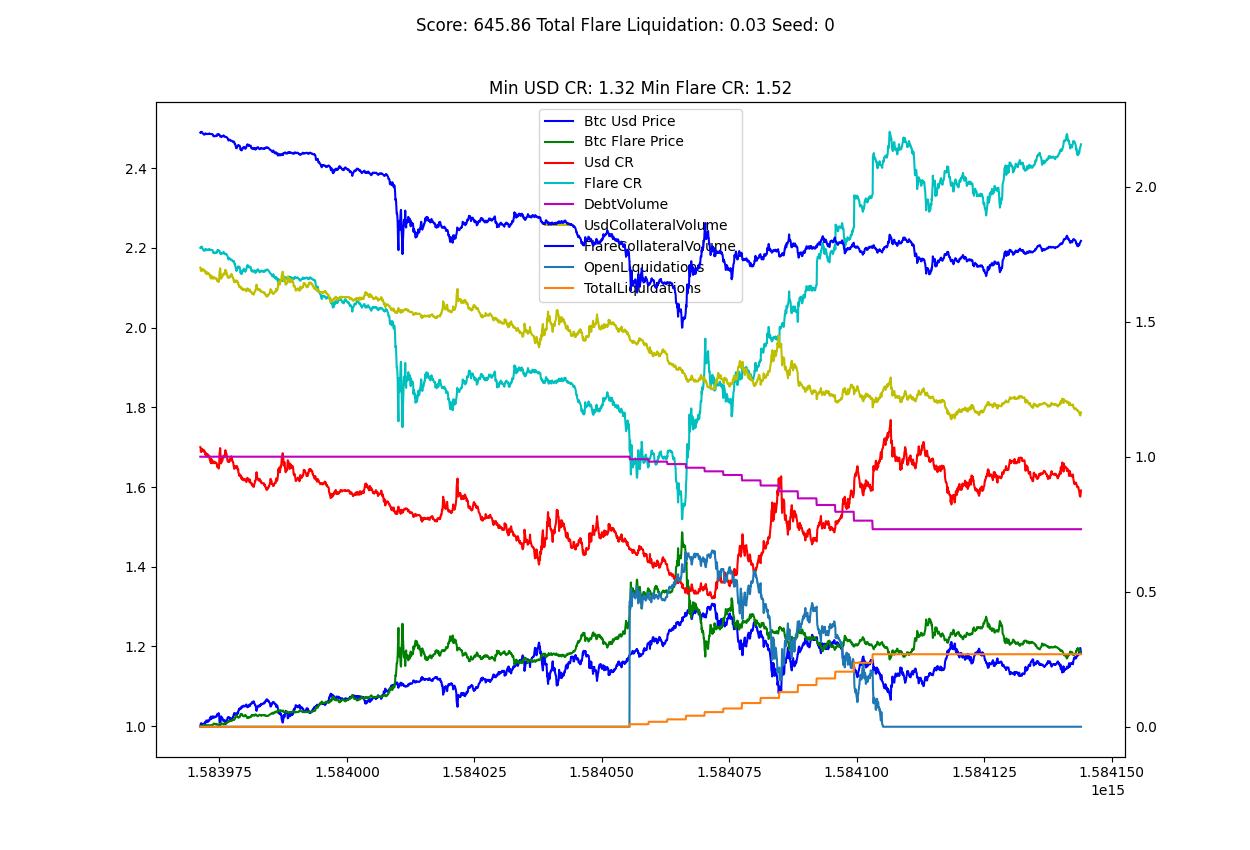 Score: 645.86 Total Flare Liquidation: 0.03 Seed: 0
Min USD CR: 1.32 Min Flare CR: 1.52
Btc Usd Price
Btc Flare Price
Usd CR
Flare CR
DebtVolume
UsdCollateralVolume
FlareCollateralVolume
OpenLiquidations
TotalLiquidations
2.4
2.2
2.0
1.8
1.6
1.4
1.2
1.0
2.0
1.5
1.0
0.5
0.0
1.583975
1.584000
1.584025
1.584050
1.584075
1.584100
1.584125
1.584150
1e15